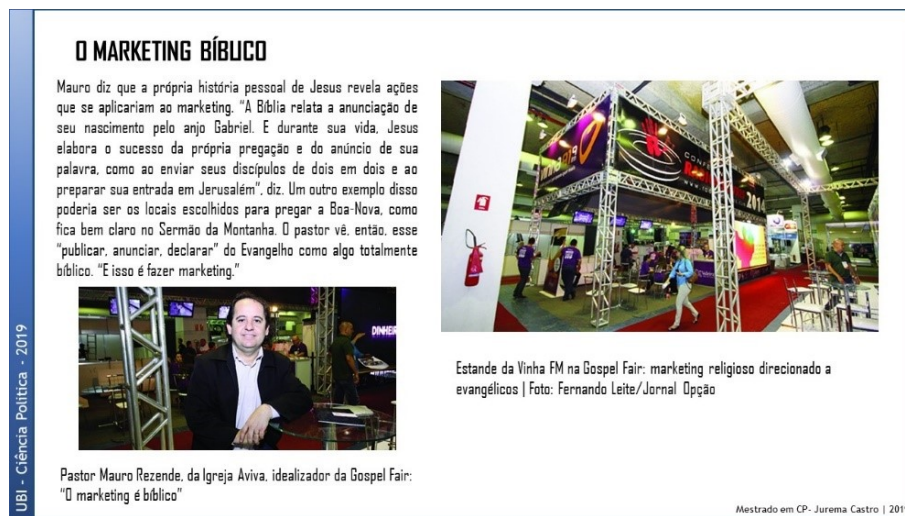 O MARKETING BÍBLICO
Mauro diz que a própria história pessoal de Jesus revela ações
que se aplicariam ao marketing. “A Bíblia relata a anunciação de
seu nascimento pelo anjo Gabriel. E durante sua vida, Jesus
elabora o sucesso da própria pregação e do anúncio de sua
palavra, como ao enviar seus discípulos de dois em dois e ao
preparar sua entrada em Jerusalém”, diz. Um outro exemplo disso
poderia ser os locais escolhidos para pregar a Boa-Nova, como
fica bem claro no Sermão da Montanha. O pastor vê, então, esse
“publicar, anunciar, declarar” do Evangelho como algo totalmente
bíblico. “E isso é fazer marketing.”
DINHEIR
Pastor Mauro Rezende, da Igreja Aviva, idealizador da Gospel Fair:
“O marketing é bíblico”
Estande da Vinha FM na Gospel Fair: marketing religioso direcionado a
evangélicos | Foto: Fernando Leite/Jornal Opção
UBI - Ciência Política - 2019
Mestrado em CP- Jurema Castro | 201